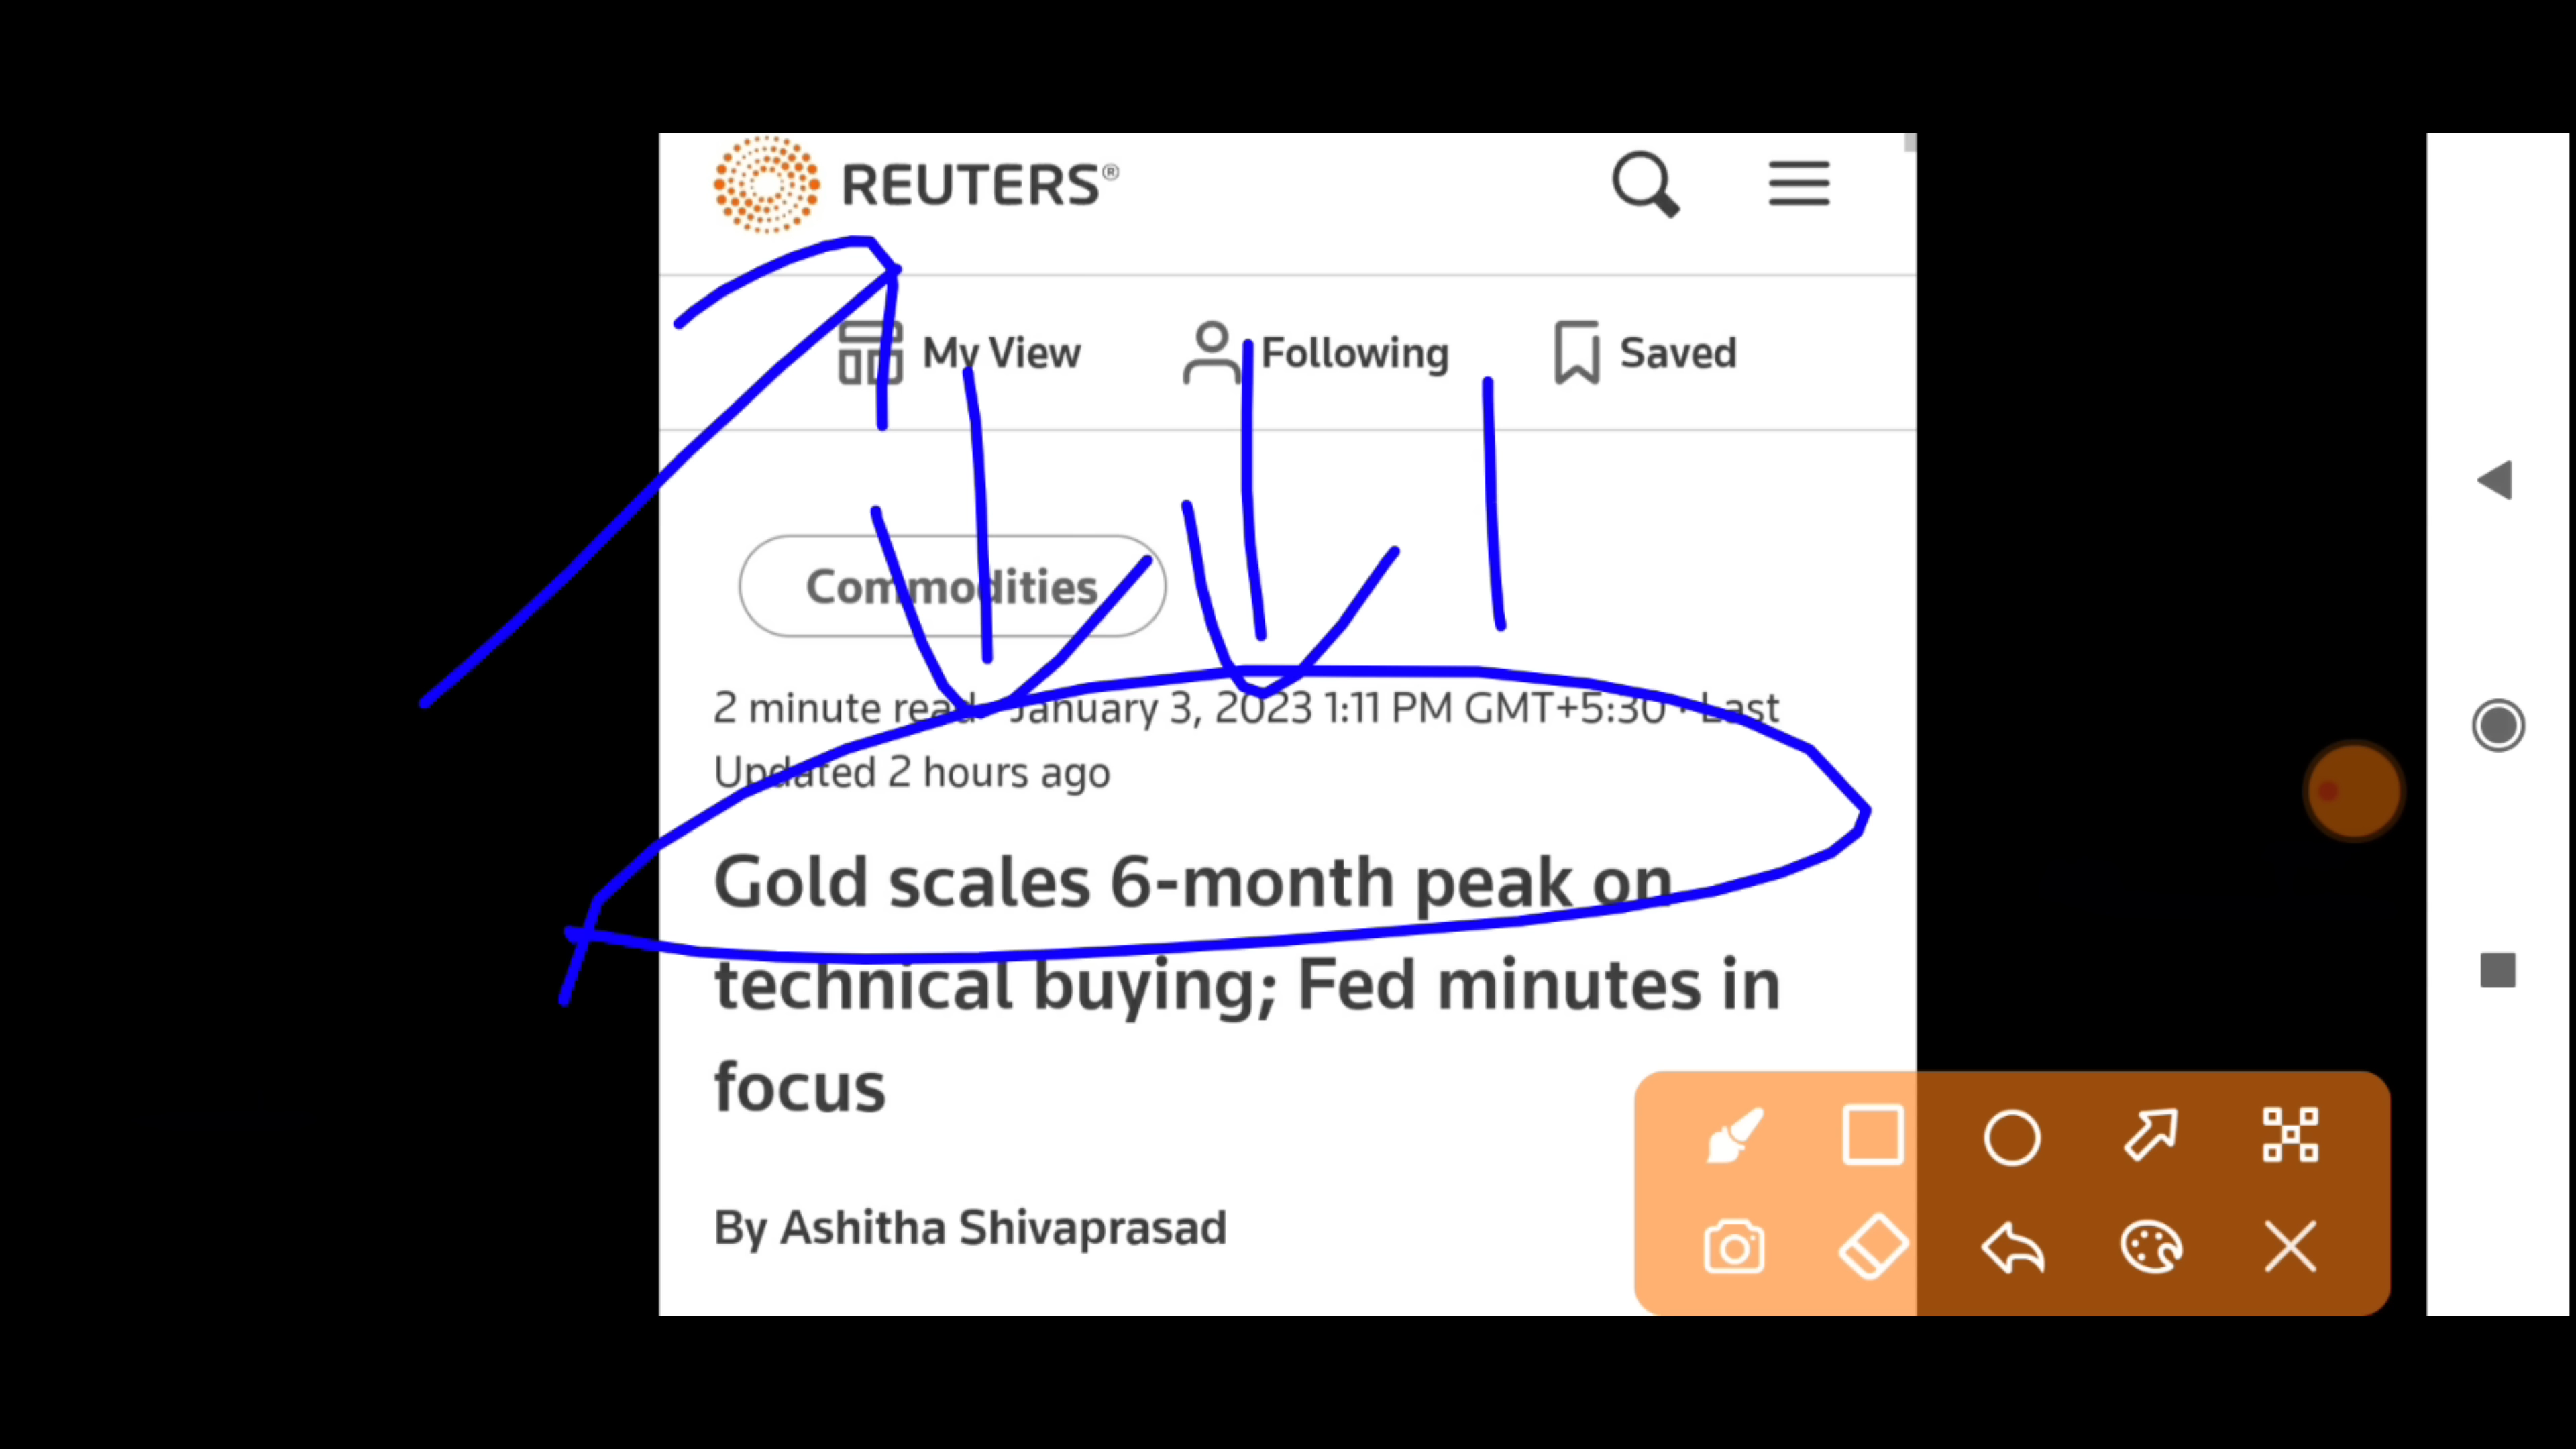 REUTERS®
My View Following Saved
Commodities
2 minute read · January 3, 2023 1:11 PM GMT+5:30 · Last
Updated 2 hours ago
Gold scales 6-month peak on
technical buying; Fed minutes in
focus
By Ashitha Shivaprasad